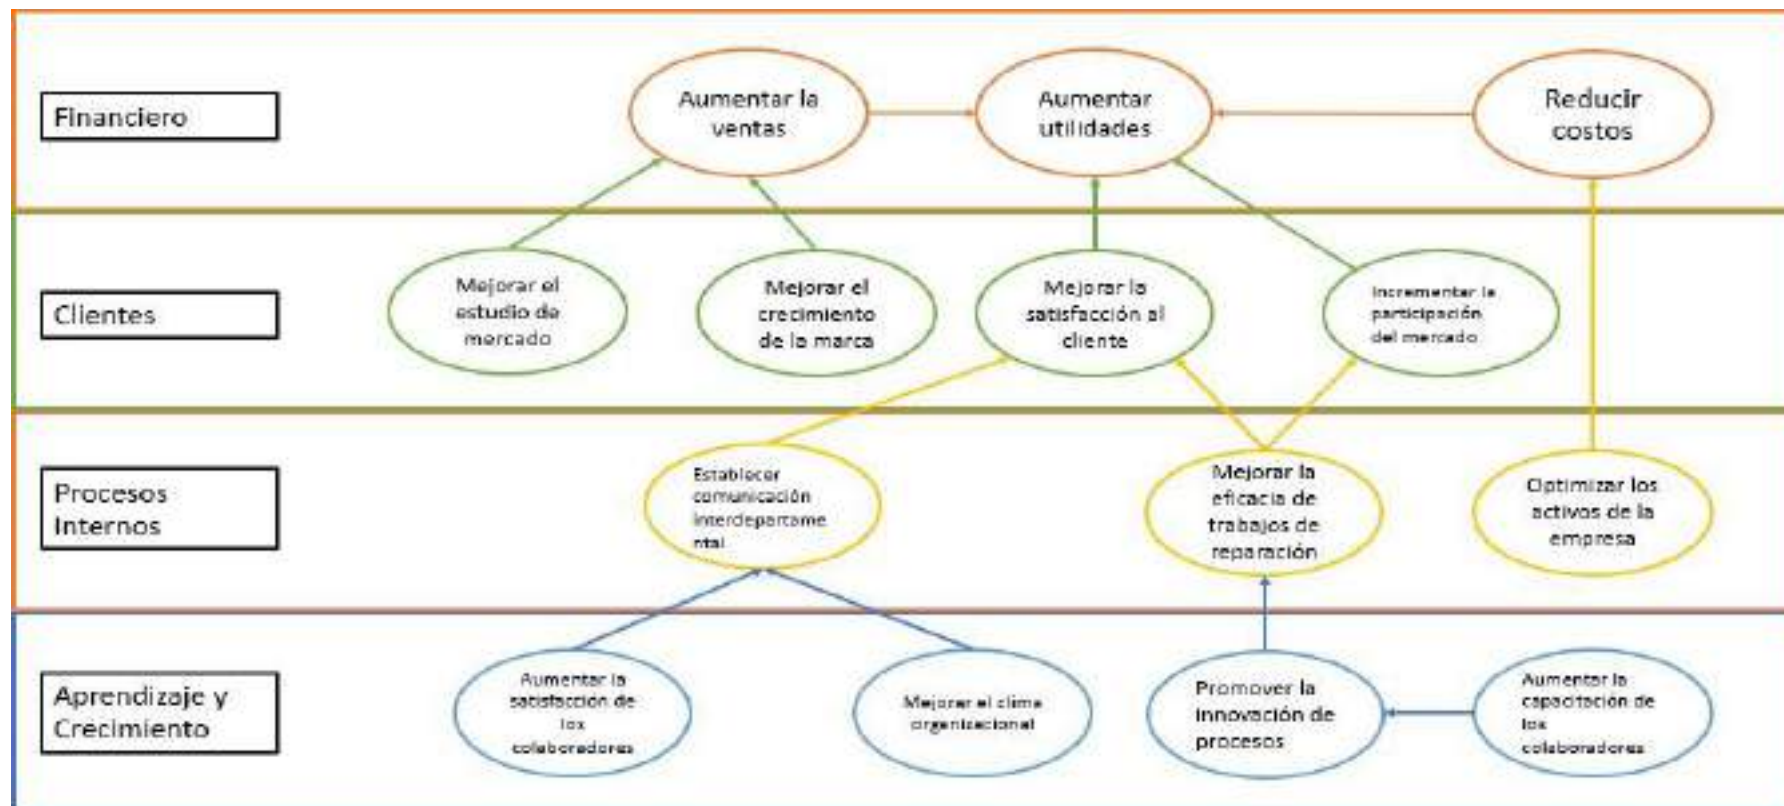 Financiero
Aumentar la
ventas
Aumentar
utilidades
Reducir
costos
Clientes
Mejorar el
estudio de
mercado
Mejorar el
crecimiento
de la marca
Mejorar la
satisfacción al
cliente
Incrementar la
participación
del mercado
Procesos
Internos
Establecer
comunicación
interdepartame
ntal
Mejorar la
eficacia de
trabajos de
reparación
Optimizar los
activos de la
empresa
Aprendizaje y
Crecimiento
Aumentar la
satisfacción de
los
colaboradores
Mejorar el clima
organizacional
Promover la
innovación de
procesos
Aumentar la
capacitación de
los
colaboradores